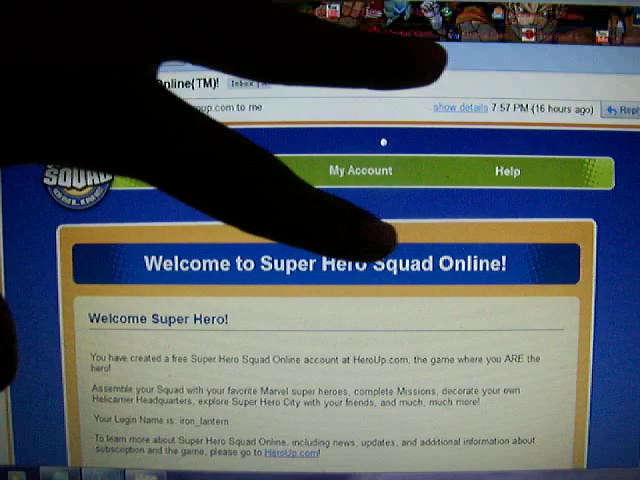 nline(TM)! Inbox
oup.com to me show details 7:57 PM (16 hours ago) Repl
SQUAD
ONLINE
My Account Help
Welcome to Super Hero Squad Online!
Welcome Super Hero!
You have created a free Super Hero Squad Online account at HeroUp.com, the game where you ARE the
hero!
Assemble your Squad with your favorite Marvel super heroes, complete Missions, decorate your own
Helicarrier Headquarters, explore Super Hero City with your friends, and much, much more!
Your Login Name is: iron_lantern
To learn more about Super Hero Squad Online, including news, updates, and additional information about
subscription and the game, please go to HeroUp.com!